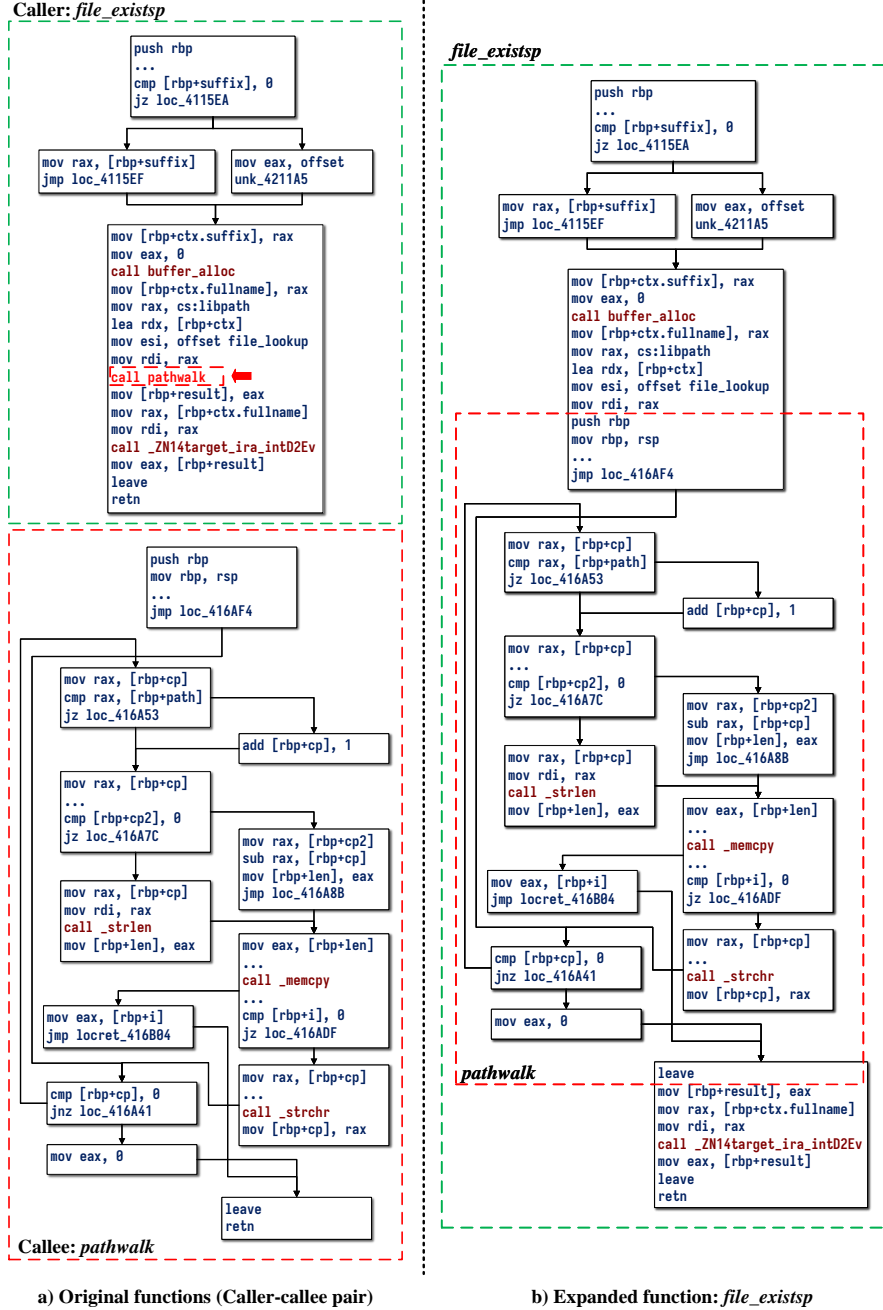 Caller: file_existsp
push rbp
...
cmp [rbp+suffix], 0
jz loc_4115EA
mov rax, [rbp+suffix]
jmp loc_4115EF
mov eax, offset
unk_4211A5
mov [rbp+ctx.suffix], rax
mov eax, 0
call buffer_alloc
mov [rbp+ctx.fullname], rax
mov rax, cs:libpath
lea rdx, [rbp+ctx]
mov esi, offset file_lookup
mov rdi, rax
call pathwalk
mov [rbp+result], eax
mov rax, [rbp+ctx.fullname]
mov rdi, rax
call _ZN14target_ira_intD2Ev
mov eax, [rbp+result]
leave
retn
push rbp
mov rbp, rsp
...
jmp loc_416AF4
mov rax, [rbp+cp]
cmp rax, [rbp+path]
jz loc_416A53
add [rbp+cp], 1
mov rax, [rbp+cp]
...
cmp [rbp+cp2], 0
jz loc_416A7C
mov rax, [rbp+cp2]
sub rax, [rbp+cp]
mov [rbp+len], eax
jmp loc_416A8B
mov rax, [rbp+cp]
mov rdi, rax
call _strlen
mov [rbp+len], eax
mov eax, [rbp+len]
...
call _memcpy
...
cmp [rbp+i], 0
jz loc_416ADF
mov eax, [rbp+i]
jmp locret_416B04
mov rax, [rbp+cp]
...
call _strchr
mov [rbp+cp], rax
cmp [rbp+cp], 0
jnz loc_416A41
mov eax, 0
leave
retn
Callee: pathwalk
a) Original functions (Caller-callee pair)
file_existsp
push rbp
...
cmp [rbp+suffix], 0
jz loc_4115EA
mov rax, [rbp+suffix]
jmp loc_4115EF
mov eax, offset
unk_4211A5
mov [rbp+ctx.suffix], rax
mov eax, 0
call buffer_alloc
mov [rbp+ctx.fullname], rax
mov rax, cs:libpath
lea rdx, [rbp+ctx]
mov esi, offset file_lookup
mov rdi, rax
push rbp
mov rbp, rsp
...
jmp loc_416AF4
mov rax, [rbp+cp]
cmp rax, [rbp+path]
jz loc_416A53
add [rbp+cp], 1
mov rax, [rbp+cp]
...
cmp [rbp+cp2], 0
jz loc_416A7C
mov rax, [rbp+cp2]
sub rax, [rbp+cp]
mov [rbp+len], eax
jmp loc_416A8B
mov rax, [rbp+cp]
mov rdi, rax
call _strlen
mov [rbp+len], eax
mov eax, [rbp+len]
...
call _memcpy
...
cmp [rbp+i], 0
jz loc_416ADF
mov eax, [rbp+i]
jmp locret_416B04
mov rax, [rbp+cp]
...
call _strchr
mov [rbp+cp], rax
cmp [rbp+cp], 0
jnz loc_416A41
mov eax, 0
pathwalk
leave
mov [rbp+result], eax
mov rax, [rbp+ctx.fullname]
mov rdi, rax
call _ZN14target_ira_intD2Ev
mov eax, [rbp+result]
leave
retn
b) Expanded function: file_existsp